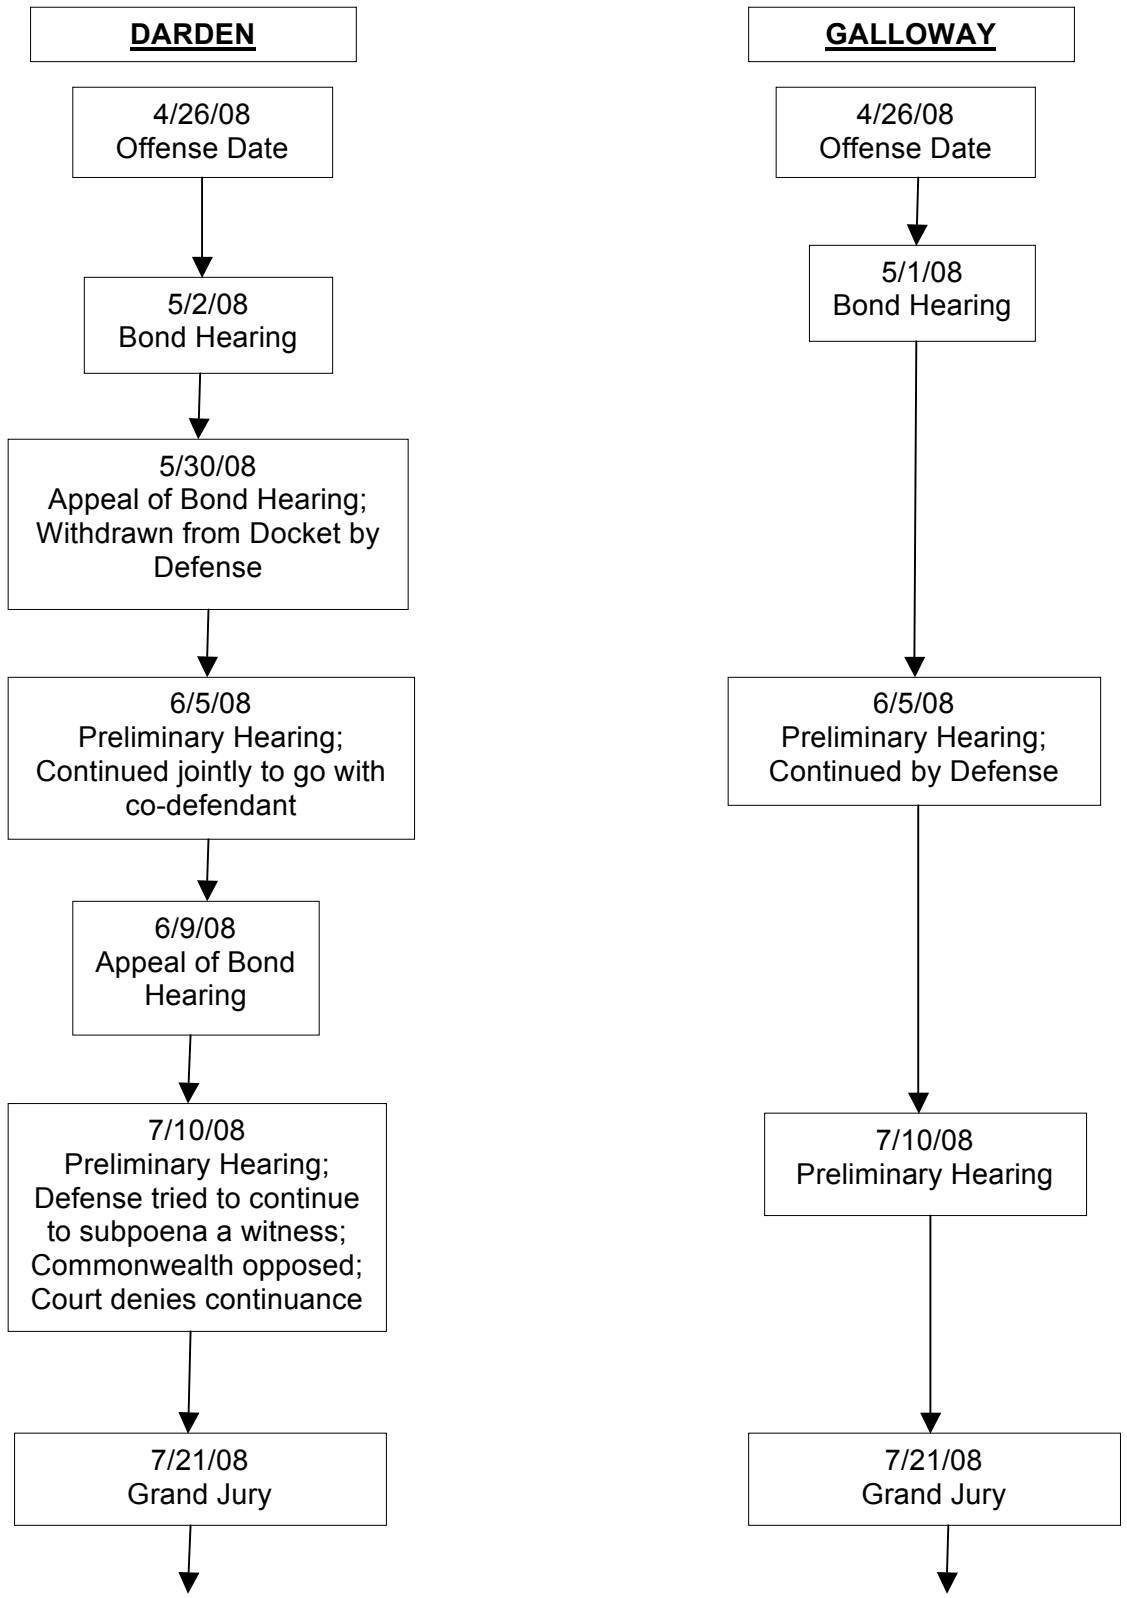 DARDEN
4/26/08
Offense Date
5/2/08
Bond Hearing
5/30/08
Appeal of Bond Hearing;
Withdrawn from Docket by
Defense
6/5/08
Preliminary Hearing;
Continued jointly to go with
co-defendant
6/9/08
Appeal of Bond
Hearing
7/10/08
Preliminary Hearing;
Defense tried to continue
to subpoena a witness;
Commonwealth opposed;
Court denies continuance
7/21/08
Grand Jury
GALLOWAY
4/26/08
Offense Date
5/1/08
Bond Hearing
6/5/08
Preliminary Hearing;
Continued by Defense
7/10/08
Preliminary Hearing
7/21/08
Grand Jury